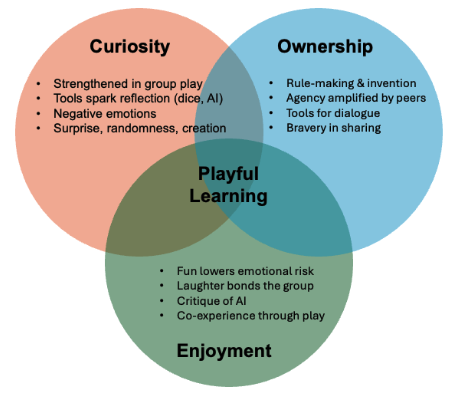 Curiosity
• Strengthened in group play
• Tools spark reflection (dice, AI)
• Negative emotions
• Surprise, randomness, creation
Ownership
• Rule-making & invention
• Agency amplified by peers
• Tools for dialogue
• Bravery in sharing
Playful
Learning
• Fun lowers emotional risk
• Laughter bonds the group
• Critique of AI
• Co-experience through play
Enjoyment